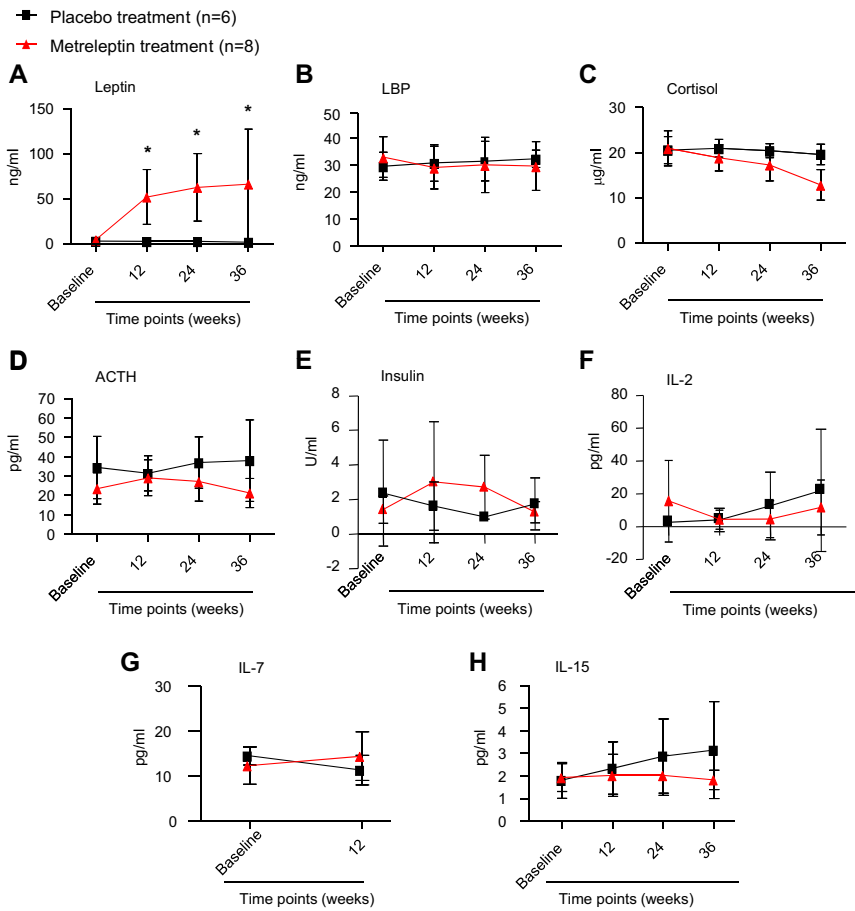 Placebo treatment (n=6)
Metreleptin treatment (n=8)
A
Leptin
ng/ml
150
100
50
0
* * *
Baseline 12 24 36
Time points (weeks)
B
LBP
ng/ml
50
40
30
20
10
0
Baseline 12 24 36
Time points (weeks)
C
Cortisol
µg/ml
30
20
10
0
Baseline 12 24 36
Time points (weeks)
D
ACTH
pg/ml
70
60
50
40
30
20
10
0
Baseline 12 24 36
Time points (weeks)
E
Insulin
U/ml
8
6
4
2
0
-2
Baseline 12 24 36
Time points (weeks)
F
IL-2
pg/ml
80
60
40
20
0
-20
Baseline 12 24 36
Time points (weeks)
G
IL-7
pg/ml
30
20
10
0
Baseline 12
Time points (weeks)
H
IL-15
pg/ml
6
5
4
3
2
1
0
Baseline 12 24 36
Time points (weeks)